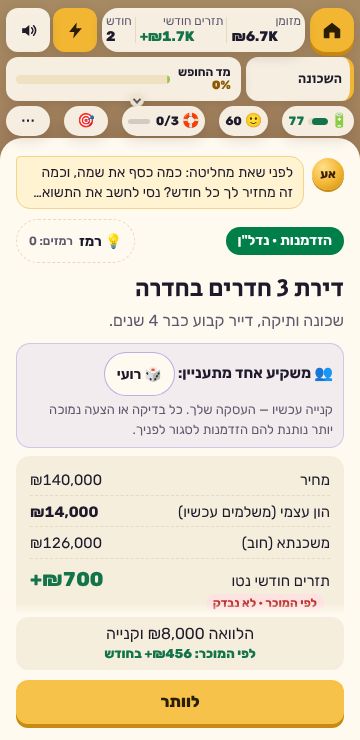 מזומן
₪6.7K
תזרים חודשי
+₪1.7K
חודש
2
השכונה
מד החופש
0%
77
60
0/3
...
אע
לפני שאת מחליטה: כמה כסף את שמה, וכמה
זה מחזיר לך כל חודש? נסי לחשב את התשוא...
הזדמנות • נדל"ן
רמז רמזים: 0
דירת 3 חדרים בחדרה
שכונה ותיקה, דייר קבוע כבר 4 שנים.
משקיע אחד מתעניין: רועי
קנייה עכשיו — העסקה שלך. כל בדיקה או הצעה נמוכה
יותר נותנת להם הזדמנות לסגור לפניך.
מחיר ₪140,000
הון עצמי (משלמים עכשיו) ₪14,000
משכנתא (חוב) ₪126,000
תזרים חודשי נטו +₪700
לפי המוכר • לא נבדק
הלוואה ₪8,000 וקנייה
לפי המוכר: +₪456 בחודש
לוותר